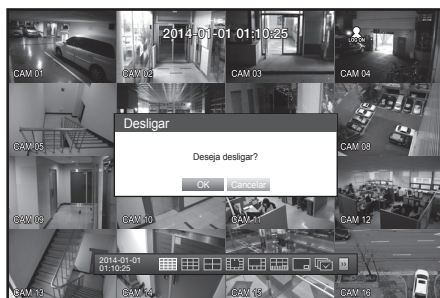 2014-01-01 01:10:25
LOG ON
CAM 01
CAM 02
CAM 03
CAM 04
Desligar
CAM 05
CAM 08
Deseja desligar?
OK Cancelar
CAM 09
CAM 10
CAM 11
CAM 12
2014-01-01
01:10:25
CAM 13
CAM 14
CAM 15
CAM 16